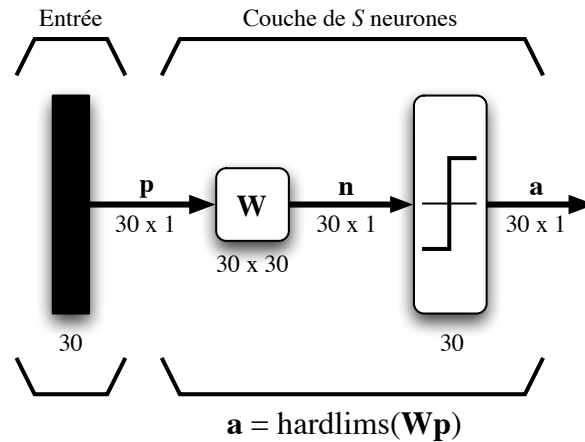 Entrée
Couche de S neurones
p
n
a
W
30 x 1
30 x 1
30 x 1
30 x 30
30
30
a = hardlims(Wp)